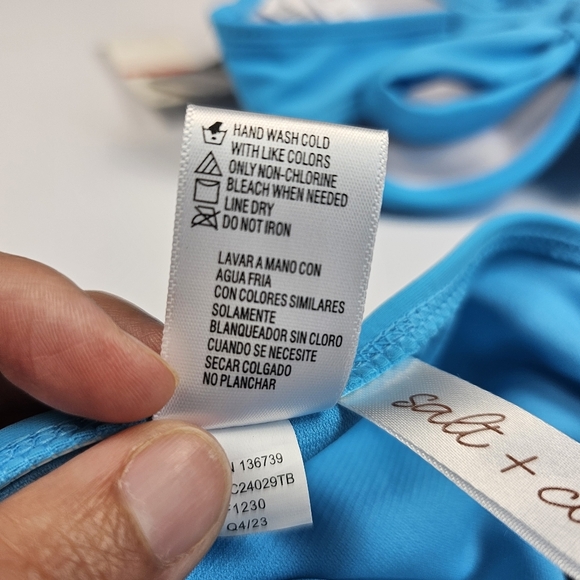 HAND WASH COLD
WITH LIKE COLORS
ONLY NON-CHLORINE
BLEACH WHEN NEEDED
LINE DRY
DO NOT IRON
LAVAR A MANO CON
AGUA FRIA
CON COLORES SIMILARES
SOLAMENTE
BLANQUEADOR SIN CLORO
CUANDO SE NECESITE
SECAR COLGADO
NO PLANCHAR
136739
C24029TB
1230
Q4/23
salt + co